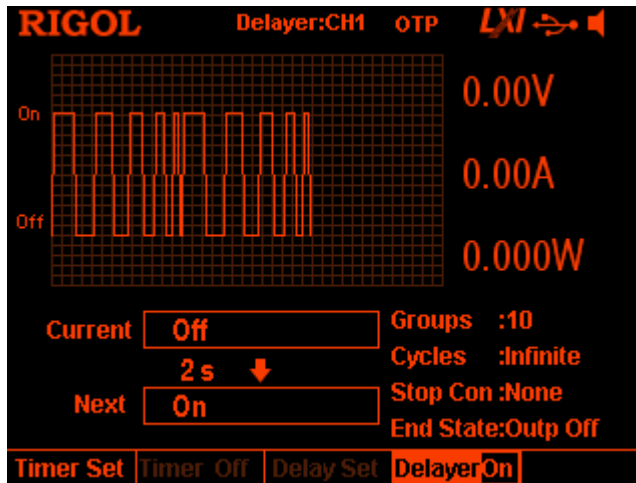 RIGOL Delayer:CH1 OTP LXI
On
0.00V
0.00A
Off
0.000W
Current Off
2 s
Next On
Groups :10
Cycles :Infinite
Stop Con :None
End State:Outp Off
Timer Set Timer Off Delay Set Delayer On